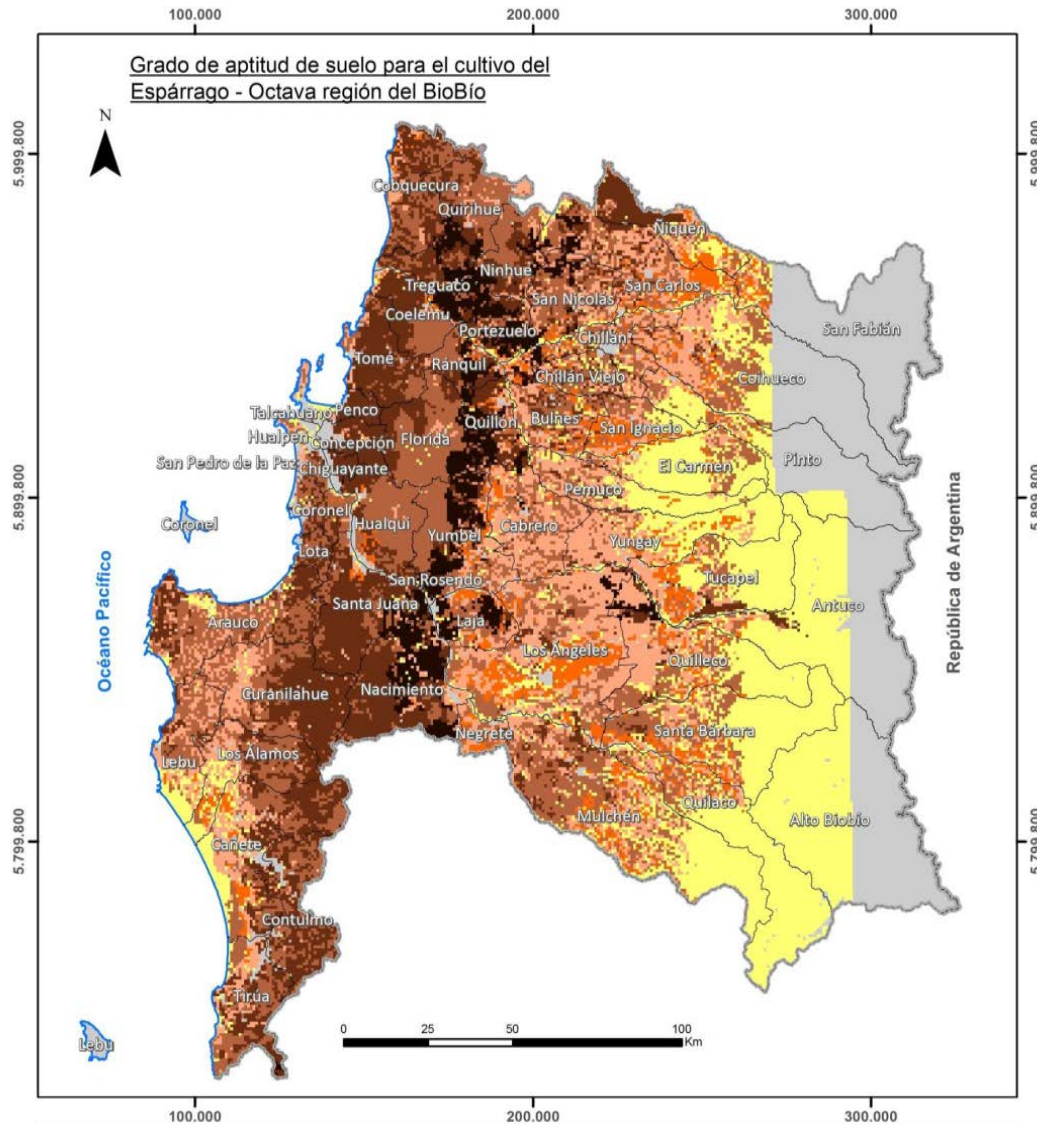 100.000
200.000
300.000
Grado de aptitud de suelo para el cultivo del
Espárrago - Octava región del BioBío
N
5.999.800
5.999.800
Cobquecura
Quirihue
Ñiquen
Ninhue
Treguaco
San Carlos
San Nicolás
Coelemu
San Fabián
Portezuelo
Chillán
Tomé
Ránquil
Chillán Viejo
Coihueco
Talcahuano
Penco
Quillón
Bulnes
San Ignacio
Hualpen
Concepción
Florida
San Pedro de la Paz
Chiguayante
El Carmen
Pinto
Pemuco
5.899.800
5.899.800
Coronel
Coronel
Hualqui
Cabrero
Yumbel
Yungay
Lota
San Rosendo
Tucapel
Santa Juana
Antuco
Arauco
Laja
Los Angeles
Quilleco
Océano Pacífico
República de Argentina
Curanilahue
Nacimiento
Negrete
Santa Bárbara
Los Álamos
Lebu
Quilaco
Mulchén
Alto Biobío
Cañete
5.799.800
5.799.800
Contulmo
Tirúa
Lebu
0
25
50
100
Km
100.000
200.000
300.000